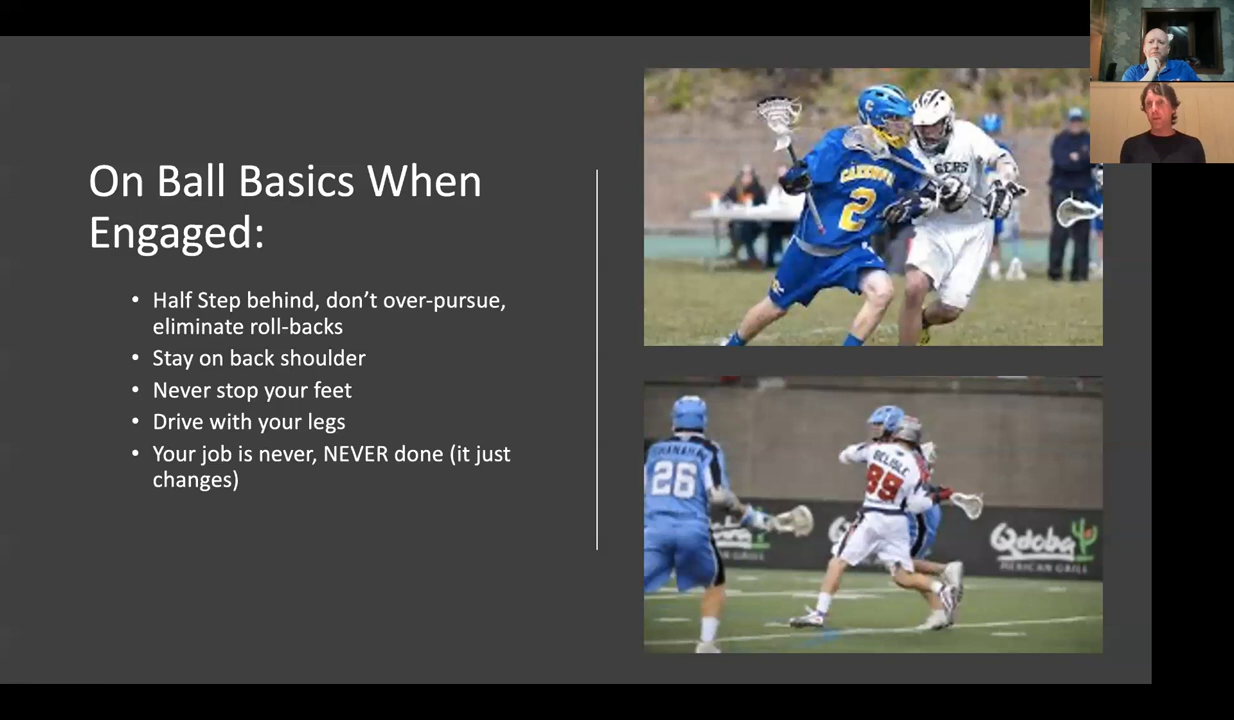 On Ball Basics When
Engaged:
• Half Step behind, don’t over-pursue,
eliminate roll-backs
• Stay on back shoulder
• Never stop your feet
• Drive with your legs
• Your job is never, NEVER done (it just
changes)
C
2
26
BELISLE
99
Qdoba
MEXICAN GRILL